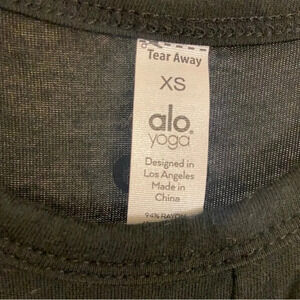 Tear Away
XS
alo®
yoga
Designed in
Los Angeles
Made in
China
94% RAYON